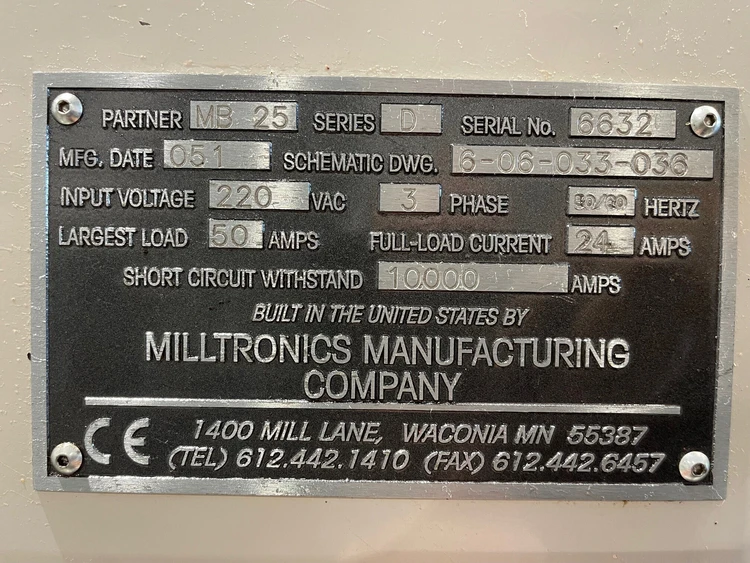 PARTNER MB 25 SERIES D SERIAL No. 6632
MFG. DATE 051 SCHEMATIC DWG. 6-06-033-036
INPUT VOLTAGE 220 VAC 3 PHASE 50/60 HERTZ
LARGEST LOAD 50 AMPS FULL-LOAD CURRENT 24 AMPS
SHORT CIRCUIT WITHSTAND 10000 AMPS
BUILT IN THE UNITED STATES BY
MILLTRONICS MANUFACTURING
COMPANY
CE 1400 MILL LANE, WACONIA MN 55387
(TEL) 612.442.1410 (FAX) 612.442.6457